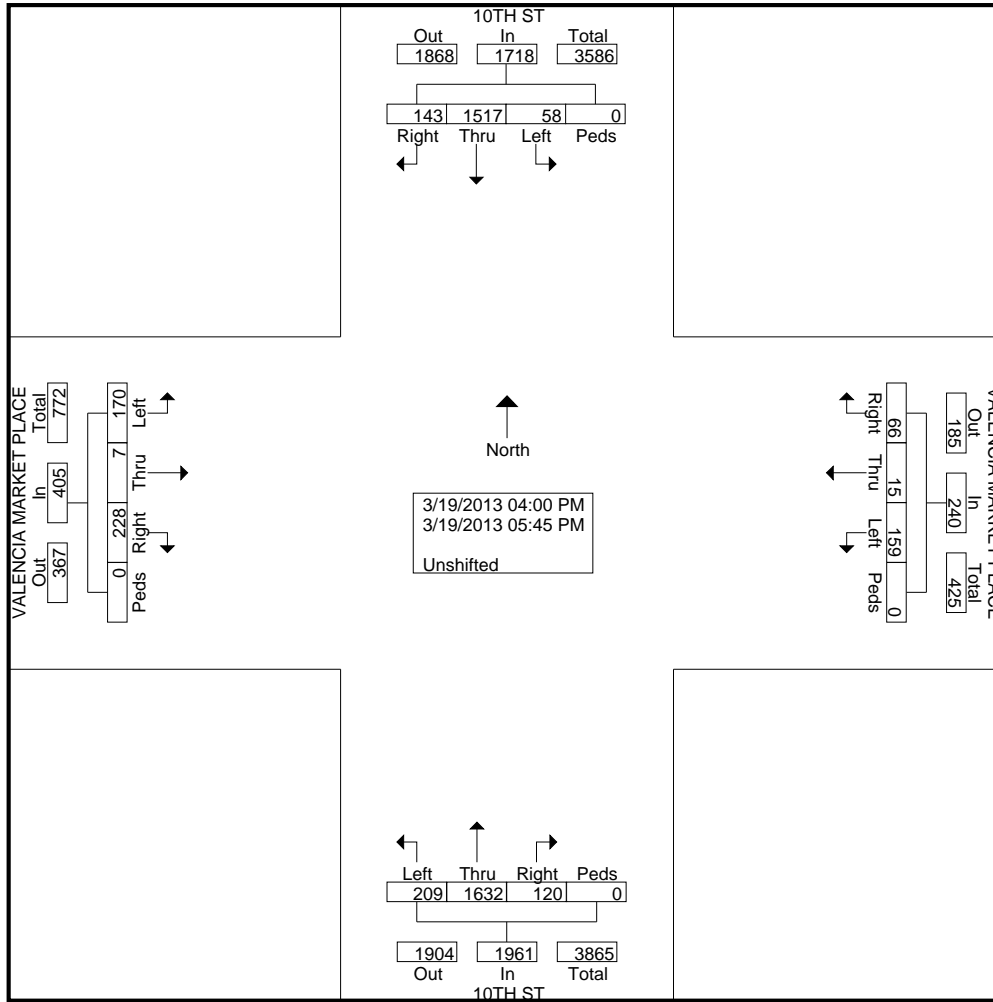 10TH ST
Out In Total
1868 1718 3586
143 1517 58 0
Right Thru Left Peds
VALENCIA MARKET PLACE
Total In Out
772 405 367
170 7 228 0
Left Thru Right Peds
North
3/19/2013 04:00 PM
3/19/2013 05:45 PM
Unshifted
VALENCIA MARKET PLACE
Out In Total
185 240 425
66 15 159 0
Right Thru Left Peds
Left Thru Right Peds
209 1632 120 0
1904 1961 3865
Out In Total
10TH ST